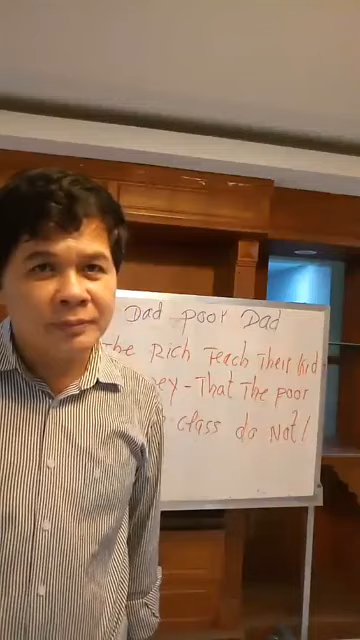 Dad poor Dad
The Rich Teach Their kid
ey - That The poor
class do Not!